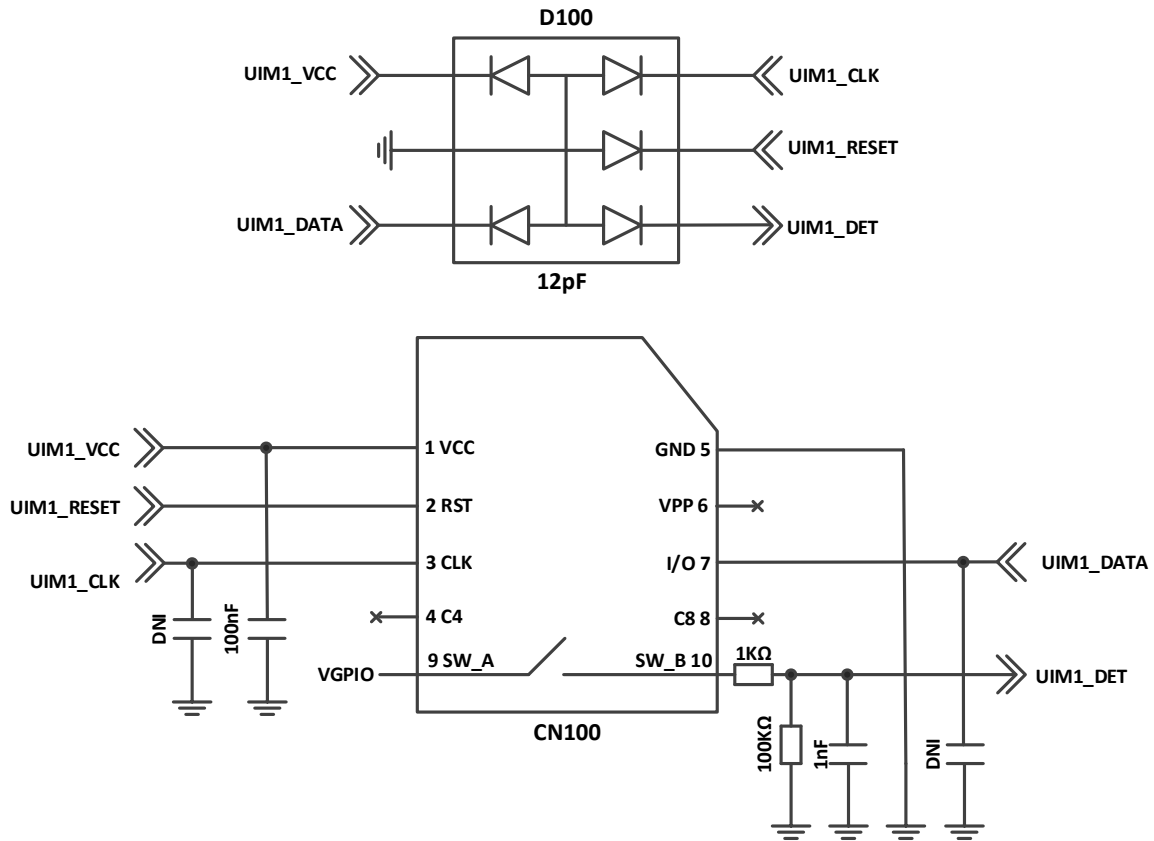 D100
UIM1_VCC
UIM1_CLK
UIM1_RESET
UIM1_DATA
UIM1_DET
12pF
UIM1_VCC
1 VCC
GND 5
UIM1_RESET
2 RST
VPP 6
UIM1_CLK
3 CLK
I/O 7
UIM1_DATA
DNI
100nF
4 C4
C8 8
VGPIO
9 SW_A
SW_B 10
1KΩ
UIM1_DET
CN100
100KΩ
1nF
DNI